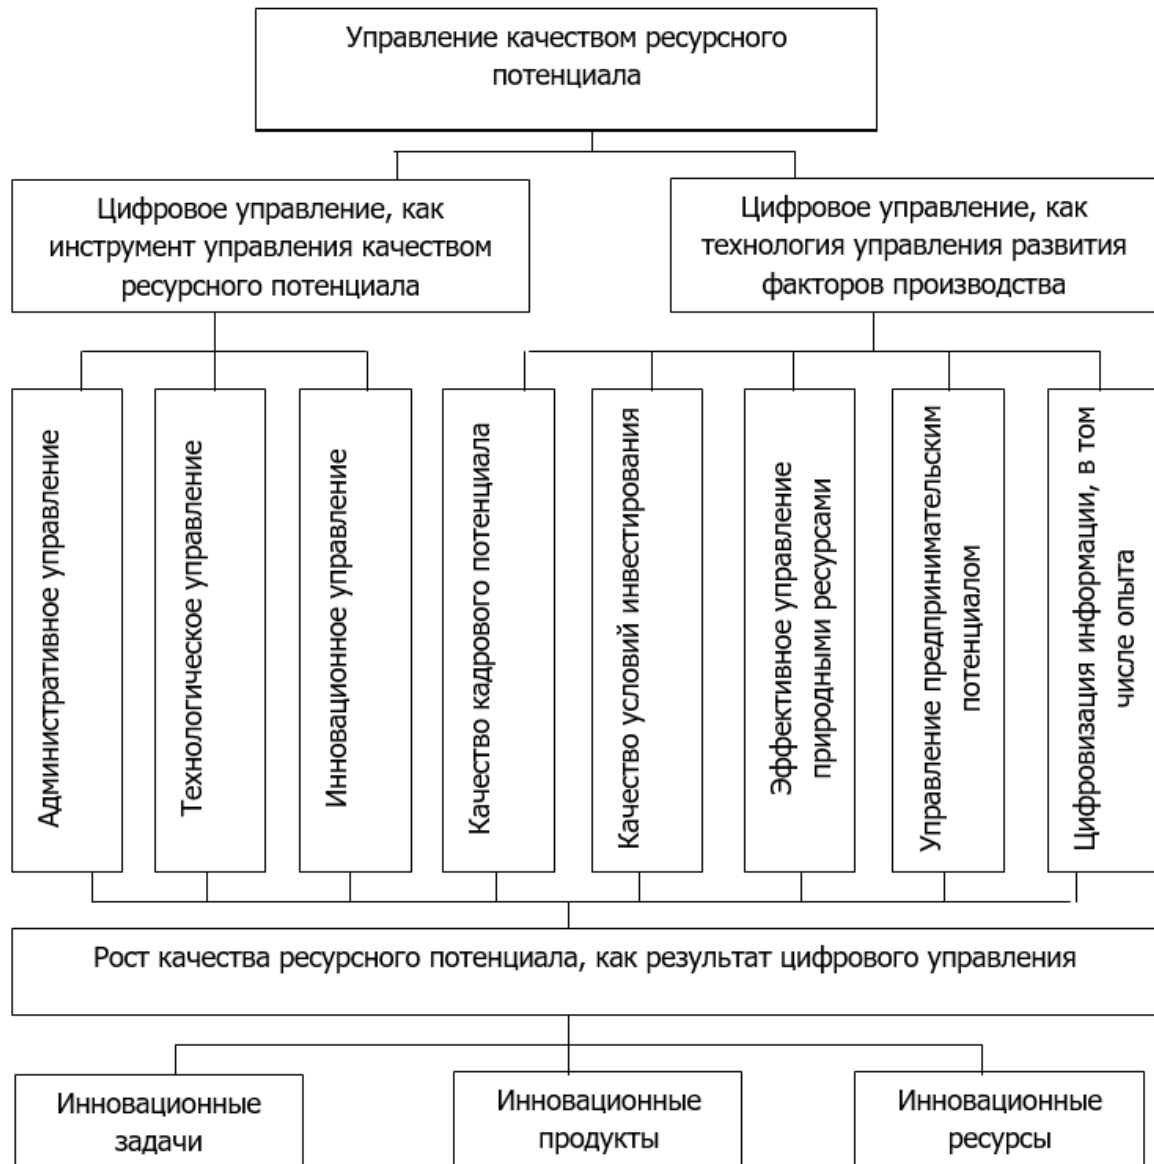 Управление качеством ресурсного
потенциала
Цифровое управление, как
инструмент управления качеством
ресурсного потенциала
Цифровое управление, как
технология управления развития
факторов производства
Административное управление
Технологическое управление
Инновационное управление
Качество кадрового потенциала
Качество условий инвестирования
Эффективное управление
природными ресурсами
Управление предпринимательским
потенциалом
Цифровизация информации, в том
числе опыта
Рост качества ресурсного потенциала, как результат цифрового управления
Инновационные
задачи
Инновационные
продукты
Инновационные
ресурсы